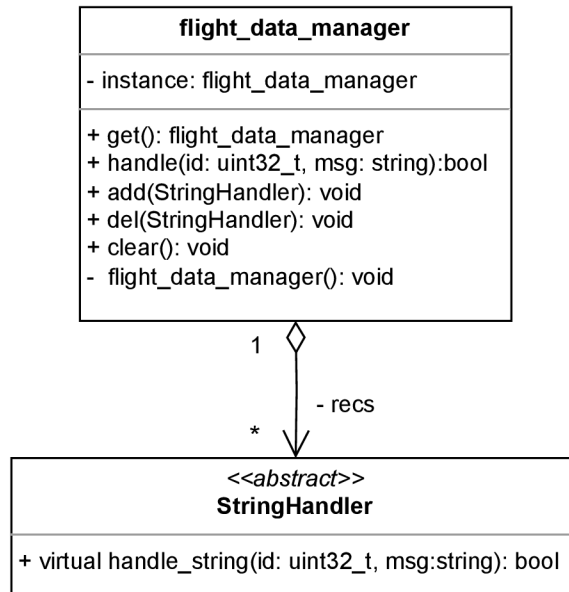 flight_data_manager
- instance: flight_data_manager
+ get(): flight_data_manager
+ handle(id: uint32_t, msg: string):bool
+ add(StringHandler): void
+ del(StringHandler): void
+ clear(): void
- flight_data_manager(): void
1
- recs
*
<<abstract>>
StringHandler
+ virtual handle_string(id: uint32_t, msg:string): bool